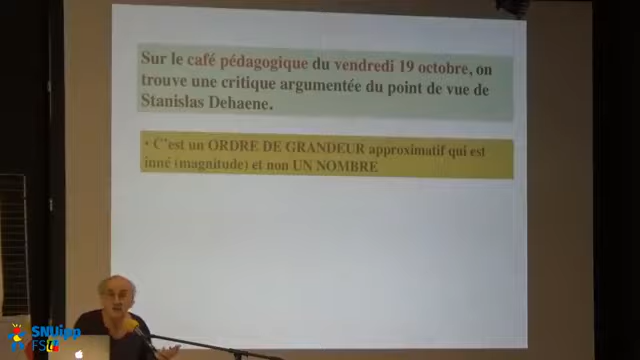 Sur le café pédagogique du vendredi 19 octobre, on
trouve une critique argumentée du point de vue de
Stanislas Dehaene.
• C'est un ORDRE DE GRANDEUR approximatif qui est
inné (magnitude) et non UN NOMBRE
SNUipp
FSU